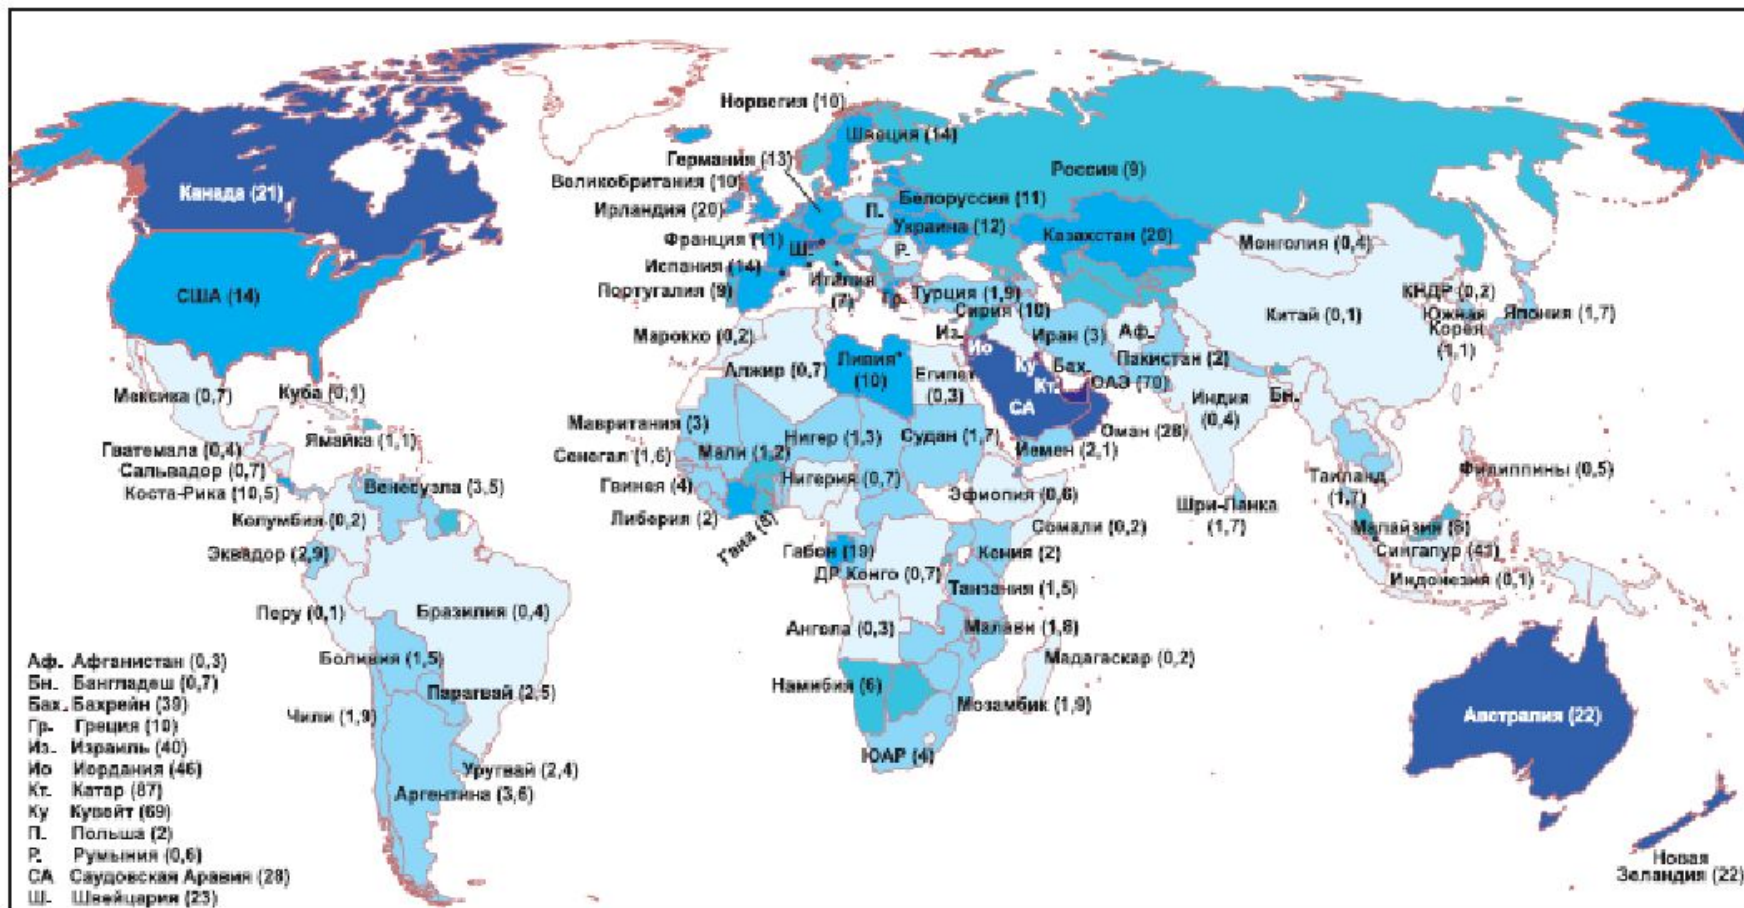 Норвегия (10)
Швеция (14)
Германия (13)
Великобритания (10)
Ирландия (20)
Белоруссия (11)
П.
Украина (12)
Франция (11)
Ш.
Р.
Испания (14)
Италия
(7)
Португалия (9)
Гр.
Турция (1,9)
Сирия (10)
Россия (9)
Казахстан (20)
Монголия (0,4)
Китай (0,1)
КНДР (0,2)
Южная
Корея
(1,1)
Япония (1,7)
Канада (21)
США (14)
Мексика (0,7)
Куба (0,1)
Ямайка (1,1)
Гватемала (0,4)
Сальвадор (0,7)
Коста-Рика (10,5)
Венесуэла (3,5)
Колумбия (0,2)
Эквадор (2,9)
Перу (0,1)
Бразилия (0,4)
Боливия (1,5)
Парагвай (2,5)
Чили (1,9)
Уругвай (2,4)
Аргентина (3,6)
Марокко (0,2)
Алжир (0,7)
Ливия*
(10)
Египет
(0,3)
Из.
Ио
Ку
Бах.
Кт.
СА
Иран (3)
Аф.
Пакистан (2)
ОАЭ (70)
Индия
(0,4)
Бн.
Оман (28)
Йемен (2,1)
Мавритания (3)
Мали (1,2)
Нигер (1,3)
Судан (1,7)
Сенегал (1,6)
Гвинея (4)
Нигерия (0,7)
Либерия (2)
Гана (8)
Эфиопия (0,6)
Сомали (0,2)
Габон (19)
Кения (2)
ДР Конго (0,7)
Танзания (1,5)
Ангола (0,3)
Малави (1,8)
Мадагаскар (0,2)
Намибия (6)
Мозамбик (1,9)
ЮАР (4)
Шри-Ланка
(1,7)
Таиланд
(1,7)
Филиппины (0,5)
Малайзия (8)
Сингапур (43)
Индонезия (0,1)
Австралия (22)
Новая
Зеландия (22)
Аф. Афганистан (0,3)
Бн. Бангладеш (0,7)
Бах. Бахрейн (39)
Гр. Греция (10)
Из. Израиль (40)
Ио Иордания (46)
Кт. Катар (87)
Ку Кувейт (69)
П. Польша (2)
Р. Румыния (0,6)
СА Саудовская Аравия (28)
Ш. Швейцария (23)